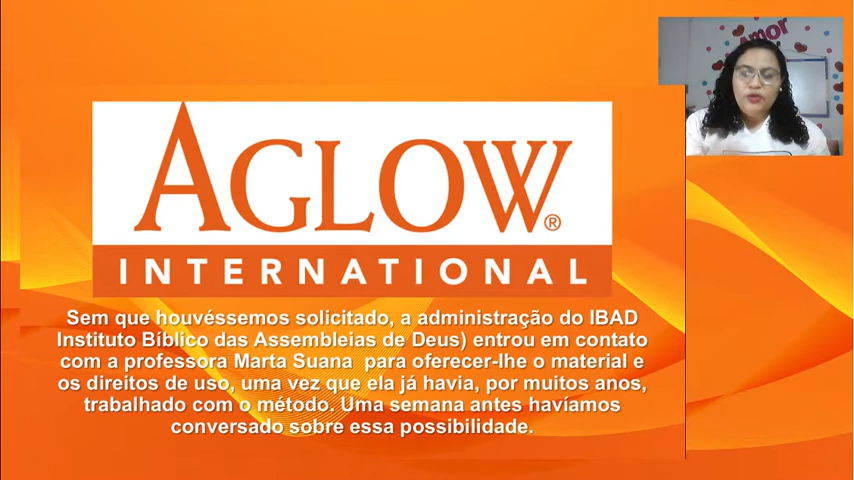 Amor
AGLOW®
INTERNATIONAL
Sem que houvéssemos solicitado, a administração do IBAD
Instituto Bíblico das Assembleias de Deus) entrou em contato
com a professora Marta Suana para oferecer-lhe o material e
os direitos de uso, uma vez que ela já havia, por muitos anos,
trabalhado com o método. Uma semana antes havíamos
conversado sobre essa possibilidade.